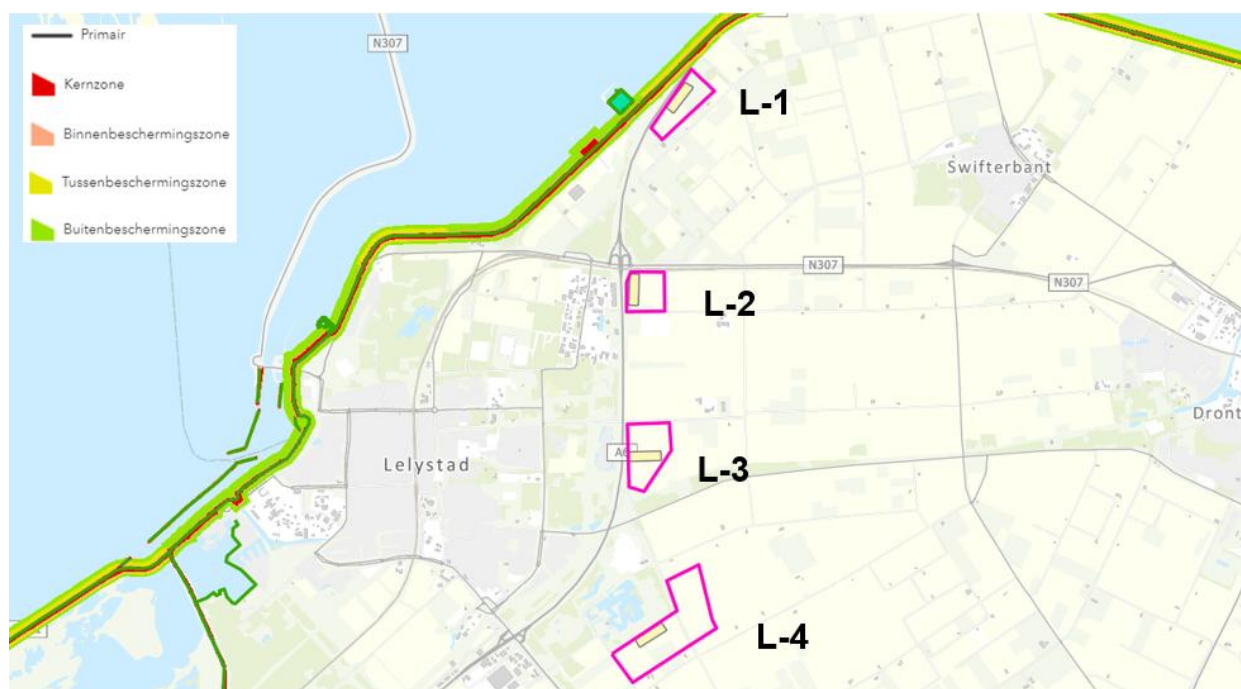 Primair
Kernzone
Binnenbeschermingszone
Tussenbeschermingszone
Buitenbeschermingszone
N307
L-1
Swifterbant
N307
N307
L-2
Dront
A6
Lelystad
L-3
L-4